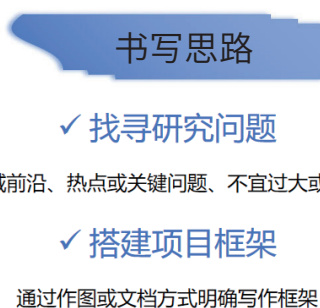 书写思路
✓ 找寻研究问题
前沿、热点或关键问题、不宜过大或
✓ 搭建项目框架
通过作图或文档方式明确写作框架